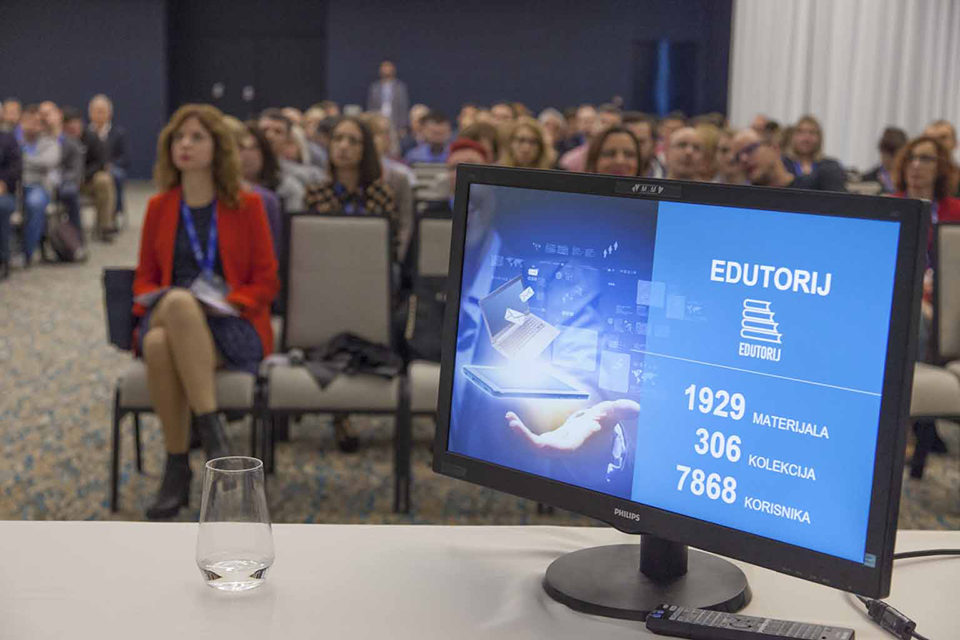 EDUTORIJ
EDUTORIJ
1929 MATERIJALA
306 KOLEKCIJA
7868 KORISNIKA
PHILIPS